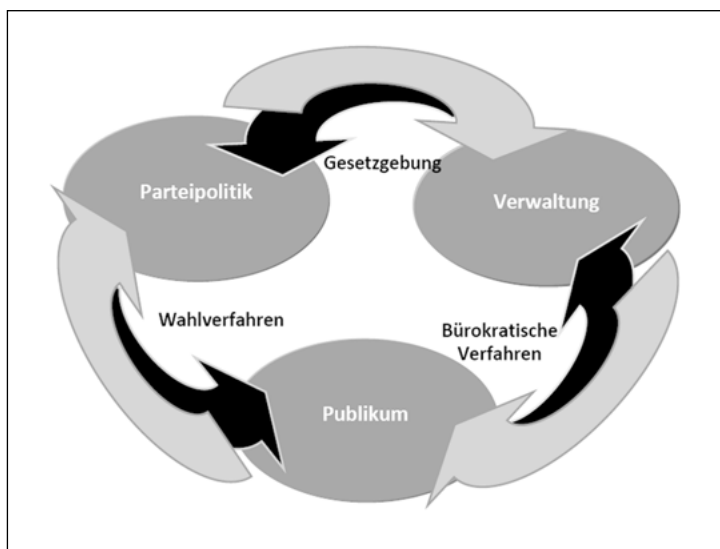 Gesetzgebung
Parteipolitik
Verwaltung
Wahlverfahren
Bürokratische
Verfahren
Publikum